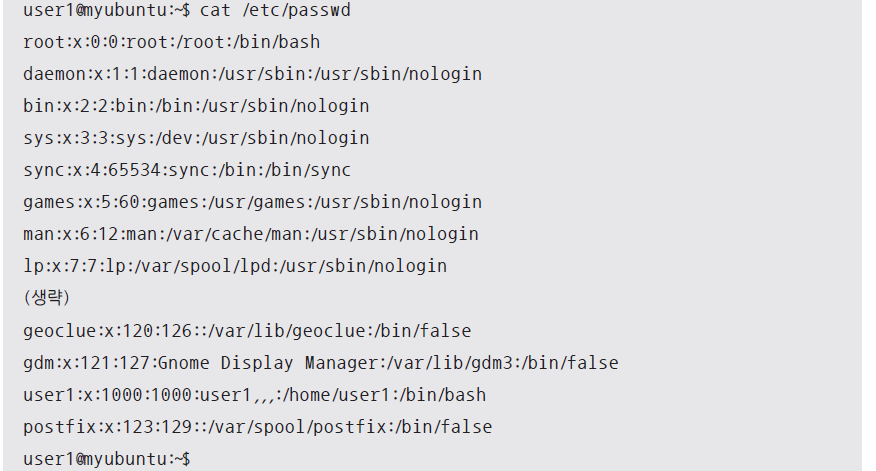 user1@myubuntu:~$ cat /etc/passwd
root:x:0:0:root:/root:/bin/bash
daemon:x:1:1:daemon:/usr/sbin:/usr/sbin/nologin
bin:x:2:2:bin:/bin:/usr/sbin/nologin
sys:x:3:3:sys:/dev:/usr/sbin/nologin
sync:x:4:65534:sync:/bin:/bin/sync
games:x:5:60:games:/usr/games:/usr/sbin/nologin
man:x:6:12:man:/var/cache/man:/usr/sbin/nologin
lp:x:7:7:lp:/var/spool/lpd:/usr/sbin/nologin
(생략)
geoclue:x:120:126::/var/lib/geoclue:/bin/false
gdm:x:121:127:Gnome Display Manager:/var/lib/gdm3:/bin/false
user1:x:1000:1000:user1,,,:/home/user1:/bin/bash
postfix:x:123:129::/var/spool/postfix:/bin/false
user1@myubuntu:~$